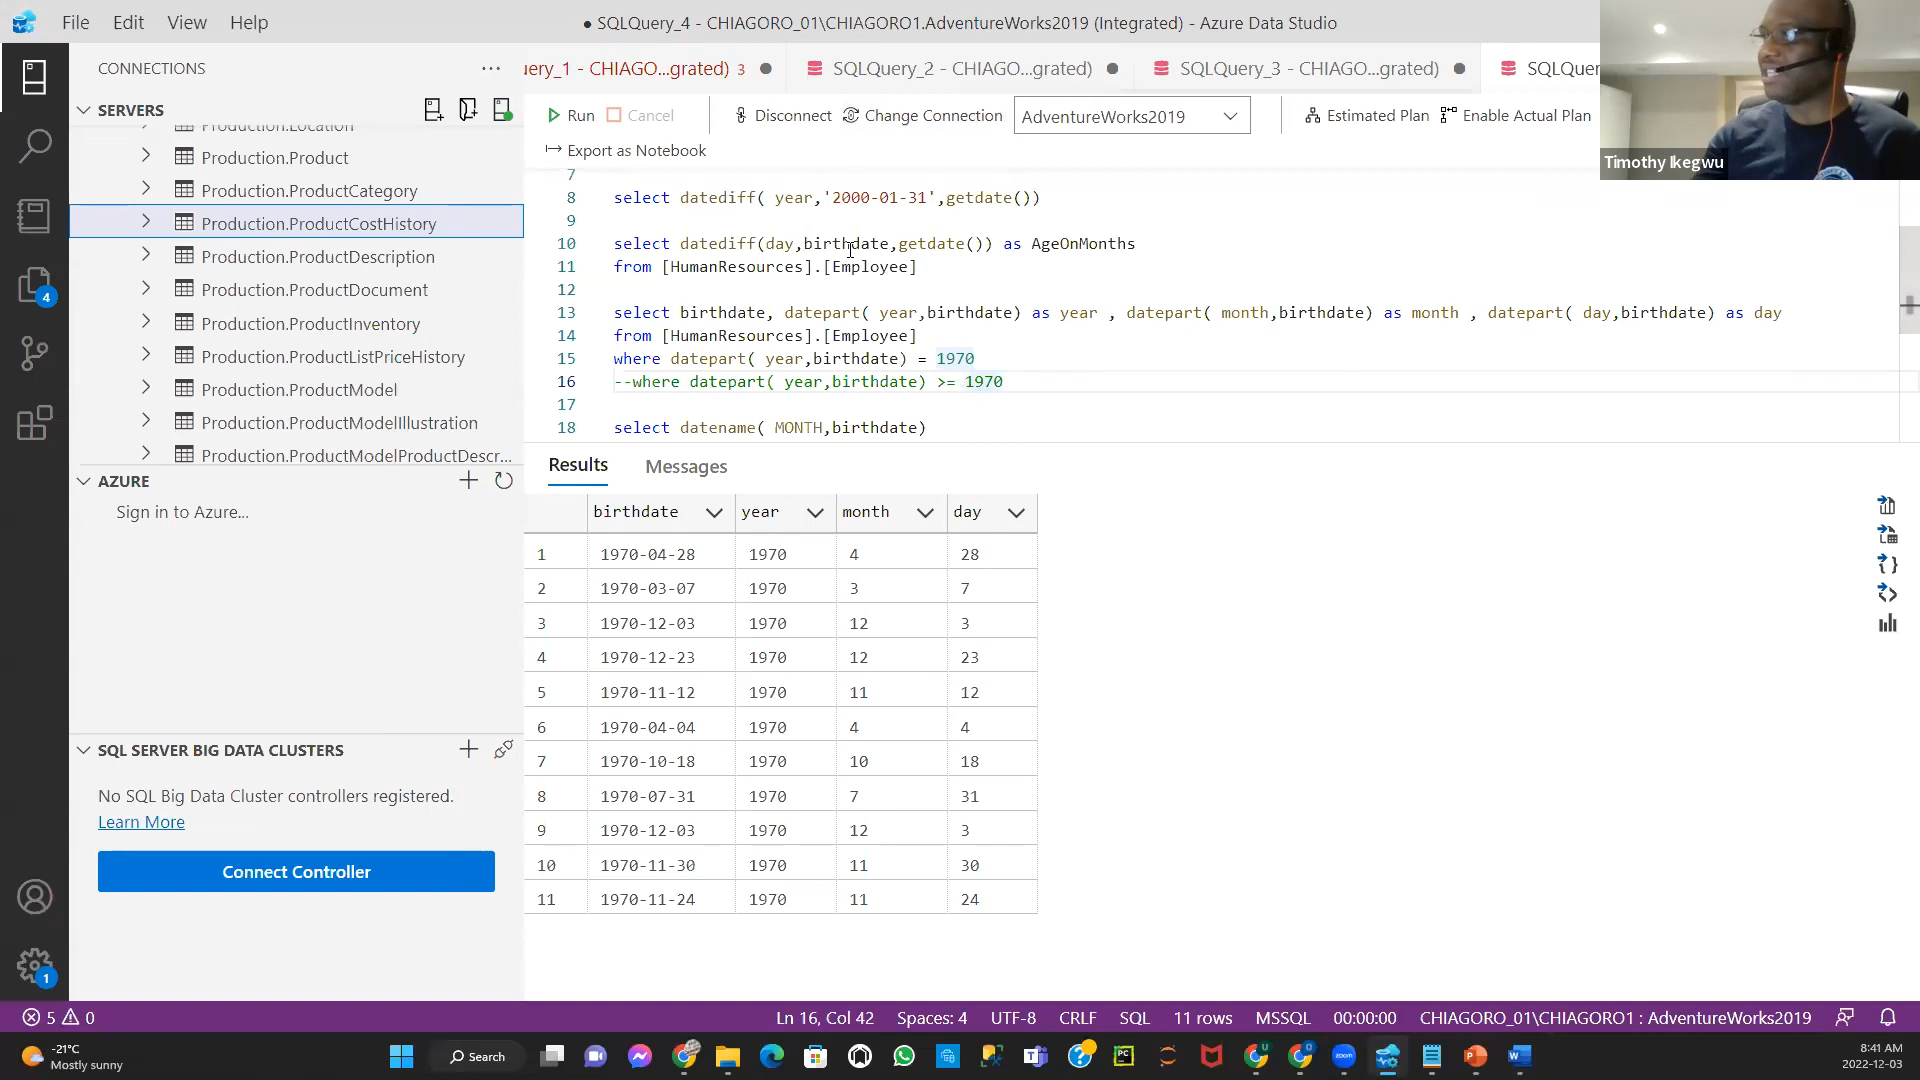 File Edit View Help
● SQLQuery_4 - CHIAGORO_01\CHIAGORO1.AdventureWorks2019 (Integrated) - Azure Data Studio
CONNECTIONS
uery_1 - CHIAGO...grated) 3
SQLQuery_2 - CHIAGO...grated)
SQLQuery_3 - CHIAGO...grated)
SQLQuer
SERVERS
Run Cancel Disconnect Change Connection AdventureWorks2019 Estimated Plan Enable Actual Plan
Export as Notebook
Timothy Ikegwu
Production.Location
Production.Product
Production.ProductCategory
Production.ProductCostHistory
Production.ProductDescription
Production.ProductDocument
Production.ProductInventory
Production.ProductListPriceHistory
Production.ProductModel
Production.ProductModelIllustration
Production.ProductModelProductDescr...
4
AZURE
Sign in to Azure...
SQL SERVER BIG DATA CLUSTERS
No SQL Big Data Cluster controllers registered.
Learn More
Connect Controller
1
7
8 select datediff( year,'2000-01-31',getdate())
9
10 select datediff(day,birthdate,getdate()) as AgeOnMonths
11 from [HumanResources].[Employee]
12
13 select birthdate, datepart( year,birthdate) as year , datepart( month,birthdate) as month , datepart( day,birthdate) as day
14 from [HumanResources].[Employee]
15 where datepart( year,birthdate) = 1970
16 --where datepart( year,birthdate) >= 1970
17
18 select datename( MONTH,birthdate)
Results Messages
birthdate year month day
1 1970-04-28 1970 4 28
2 1970-03-07 1970 3 7
3 1970-12-03 1970 12 3
4 1970-12-23 1970 12 23
5 1970-11-12 1970 11 12
6 1970-04-04 1970 4 4
7 1970-10-18 1970 10 18
8 1970-07-31 1970 7 31
9 1970-12-03 1970 12 3
10 1970-11-30 1970 11 30
11 1970-11-24 1970 11 24
5 0 Ln 16, Col 42 Spaces: 4 UTF-8 CRLF SQL 11 rows MSSQL 00:00:00 CHIAGORO_01\CHIAGORO1 : AdventureWorks2019
-21°C
Mostly sunny
Search
8:41 AM
2022-12-03